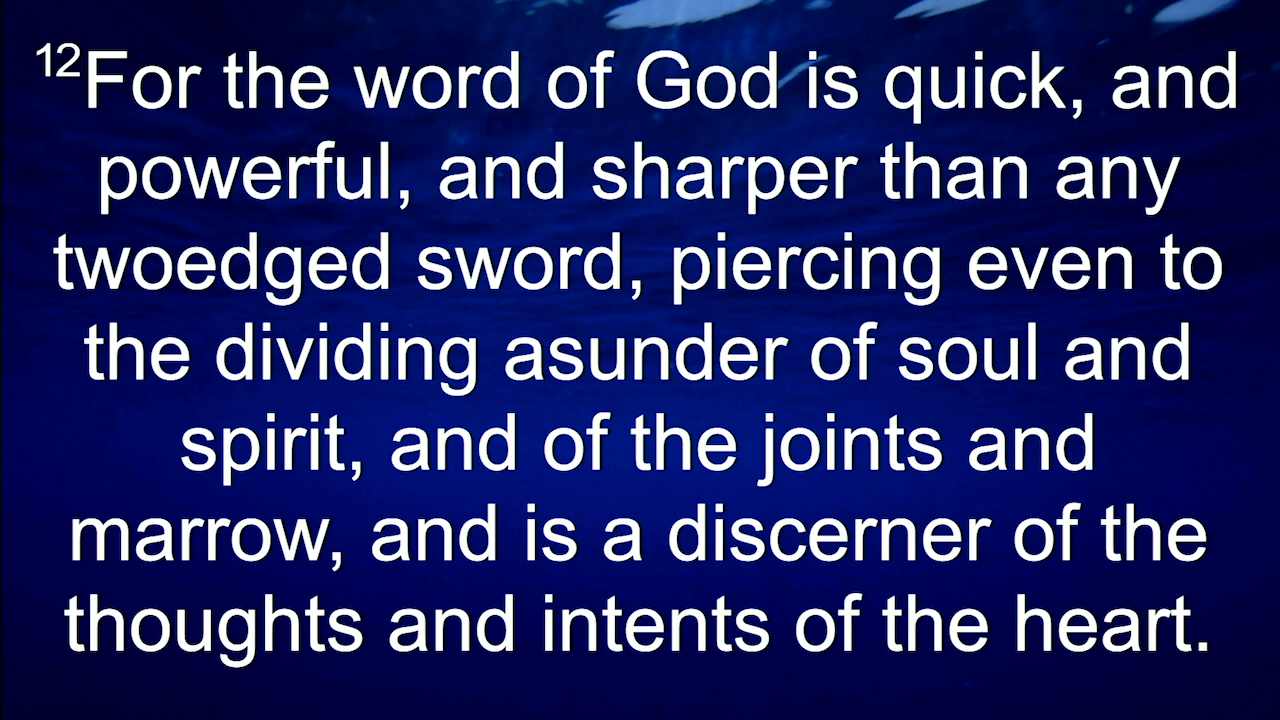 12For the word of God is quick, and
powerful, and sharper than any
twoedged sword, piercing even to
the dividing asunder of soul and
spirit, and of the joints and
marrow, and is a discerner of the
thoughts and intents of the heart.